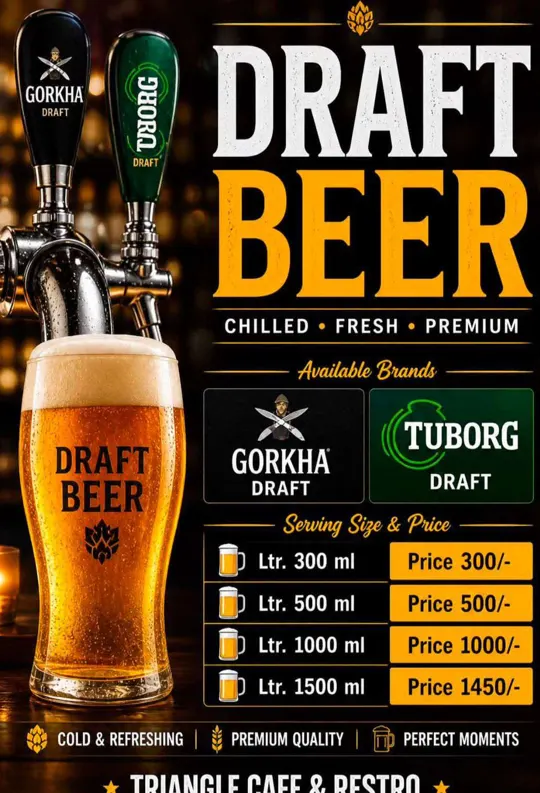 GORKHA
DRAFT
TUBORG
DRAFT
DRAFT
BEER
CHILLED • FRESH • PREMIUM
Available Brands
GORKHA
DRAFT
TUBORG
DRAFT
DRAFT
BEER
Serving Size & Price
Ltr. 300 ml Price 300/-
Ltr. 500 ml Price 500/-
Ltr. 1000 ml Price 1000/-
Ltr. 1500 ml Price 1450/-
COLD & REFRESHING | PREMIUM QUALITY | PERFECT MOMENTS
★ TRIANGLE CAFE & RESTRO ★